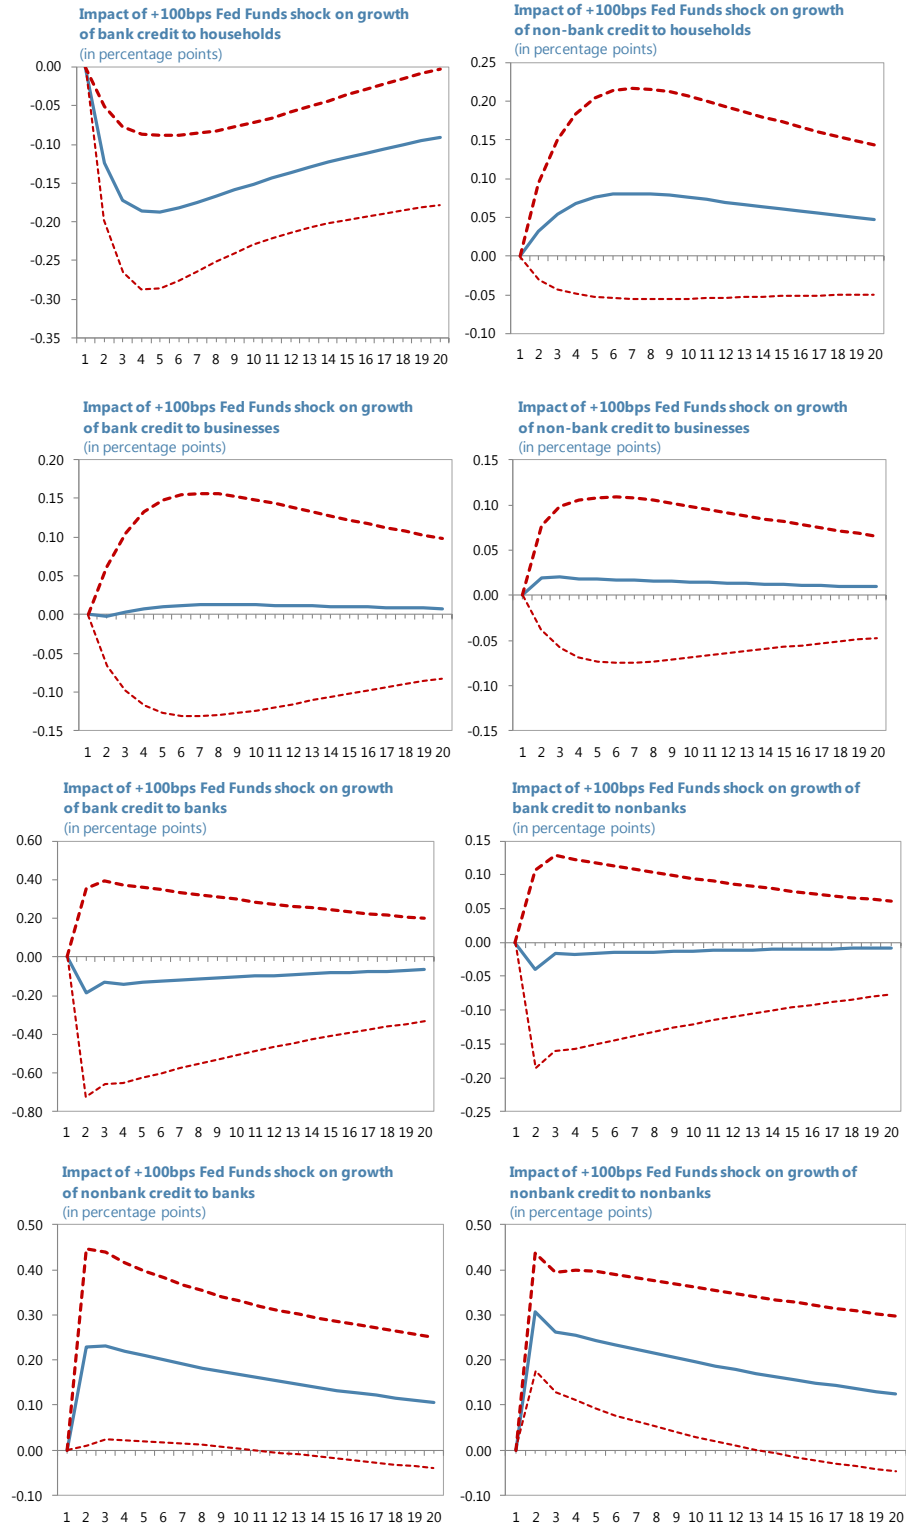 Impact of +100bps Fed Funds shock on growth
of bank credit to households
(in percentage points)
0.00
-0.05
-0.10
-0.15
-0.20
-0.25
-0.30
-0.35
1 2 3 4 5 6 7 8 9 10 11 12 13 14 15 16 17 18 19 20
Impact of +100bps Fed Funds shock on growth
of non-bank credit to households
(in percentage points)
0.25
0.20
0.15
0.10
0.05
0.00
-0.05
-0.10
1 2 3 4 5 6 7 8 9 10 11 12 13 14 15 16 17 18 19 20
Impact of +100bps Fed Funds shock on growth
of bank credit to businesses
(in percentage points)
0.20
0.15
0.10
0.05
0.00
-0.05
-0.10
-0.15
1 2 3 4 5 6 7 8 9 10 11 12 13 14 15 16 17 18 19 20
Impact of +100bps Fed Funds shock on growth
of non-bank credit to businesses
(in percentage points)
0.15
0.10
0.05
0.00
-0.05
-0.10
-0.15
1 2 3 4 5 6 7 8 9 10 11 12 13 14 15 16 17 18 19 20
Impact of +100bps Fed Funds shock on growth
of bank credit to banks
(in percentage points)
0.60
0.40
0.20
0.00
-0.20
-0.40
-0.60
-0.80
1 2 3 4 5 6 7 8 9 10 11 12 13 14 15 16 17 18 19 20
Impact of +100bps Fed Funds shock on growth of
bank credit to nonbanks
(in percentage points)
0.15
0.10
0.05
0.00
-0.05
-0.10
-0.15
-0.20
-0.25
1 2 3 4 5 6 7 8 9 10 11 12 13 14 15 16 17 18 19 20
Impact of +100bps Fed Funds shock on growth
of nonbank credit to banks
(in percentage points)
0.50
0.40
0.30
0.20
0.10
0.00
-0.10
1 2 3 4 5 6 7 8 9 10 11 12 13 14 15 16 17 18 19 20
Impact of +100bps Fed Funds shock on growth of
nonbank credit to nonbanks
(in percentage points)
0.50
0.40
0.30
0.20
0.10
0.00
-0.10
1 2 3 4 5 6 7 8 9 10 11 12 13 14 15 16 17 18 19 20